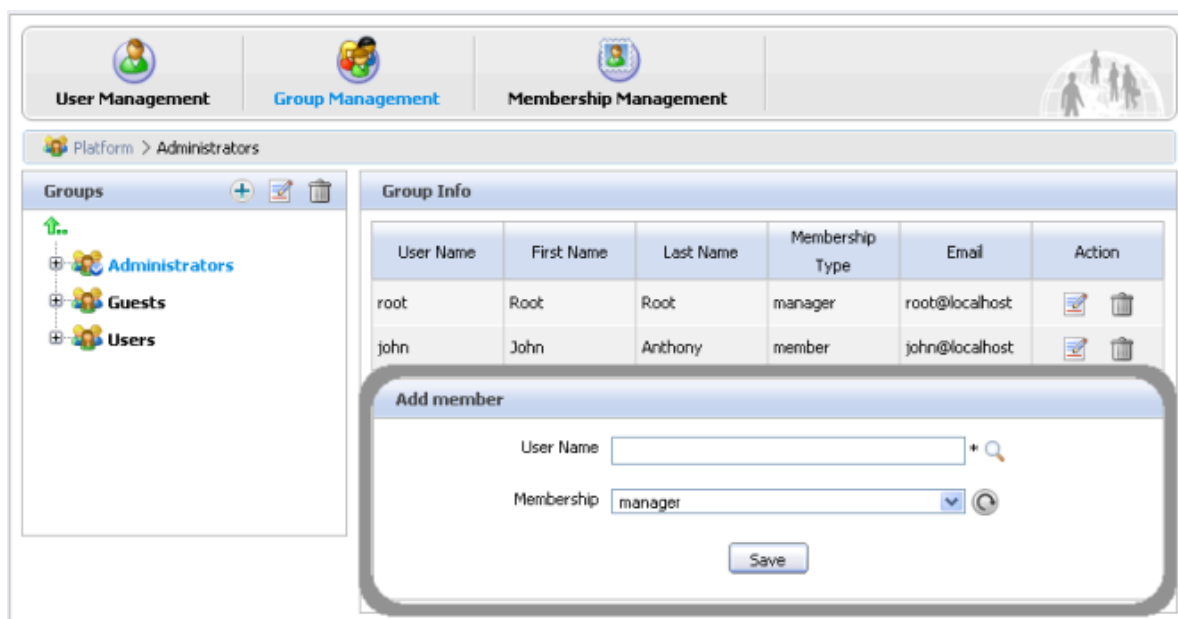 User Management Group Management Membership Management
Platform > Administrators
Groups
Administrators
Guests
Users
Group Info
User Name First Name Last Name Membership Type Email Action
root Root Root manager root@localhost
john John Anthony member john@localhost
Add member
User Name *
Membership manager
Save